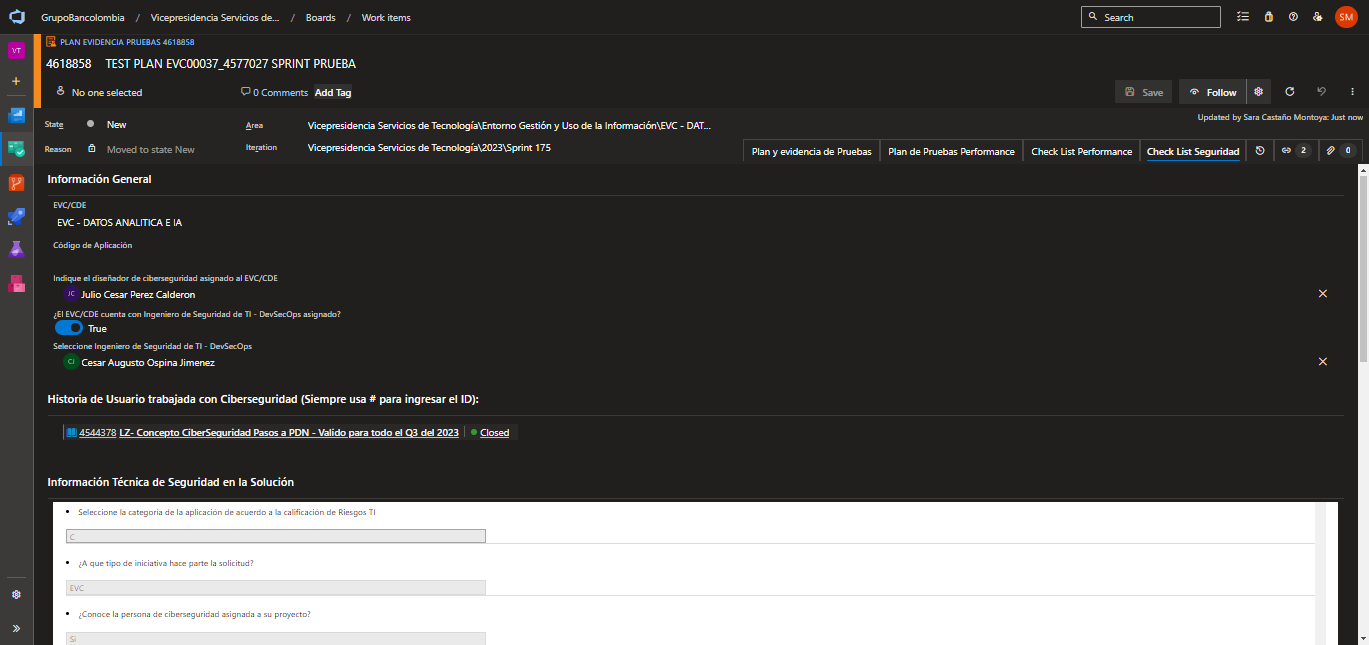 GrupoBancolombia / Vicepresidencia Servicios de... / Boards / Work items
Search
SM
VT
PLAN EVIDENCIA PRUEBAS 4618858
4618858 TEST PLAN EVC00037_4577027 SPRINT PRUEBA
No one selected
0 Comments Add Tag
Save
Follow
Updated by Sara Castaño Montoya: Just now
State New
Area Vicepresidencia Servicios de Tecnología\Entorno Gestión y Uso de la Información\EVC - DAT...
Reason Moved to state New
Iteration Vicepresidencia Servicios de Tecnología\2023\Sprint 175
Plan y evidencia de Pruebas
Plan de Pruebas Performance
Check List Performance
Check List Seguridad
2
0
Información General
EVC/CDE
EVC - DATOS ANALITICA E IA
Código de Aplicación
Indique el diseñador de ciberseguridad asignado al EVC/CDE
JC Julio Cesar Perez Calderon
¿El EVC/CDE cuenta con Ingeniero de Seguridad de TI - DevSecOps asignado?
True
Seleccione Ingeniero de Seguridad de TI - DevSecOps
CJ Cesar Augusto Ospina Jimenez
Historia de Usuario trabajada con Ciberseguridad (Siempre usa # para ingresar el ID):
4544378 LZ- Concepto CiberSeguridad Pasos a PDN - Valido para todo el Q3 del 2023 Closed
Información Técnica de Seguridad en la Solución
• Seleccione la categoría de la aplicación de acuerdo a la calificación de Riesgos TI
C
• ¿A que tipo de iniciativa hace parte la solicitud?
EVC
• ¿Conoce la persona de ciberseguridad asignada a su proyecto?
Si